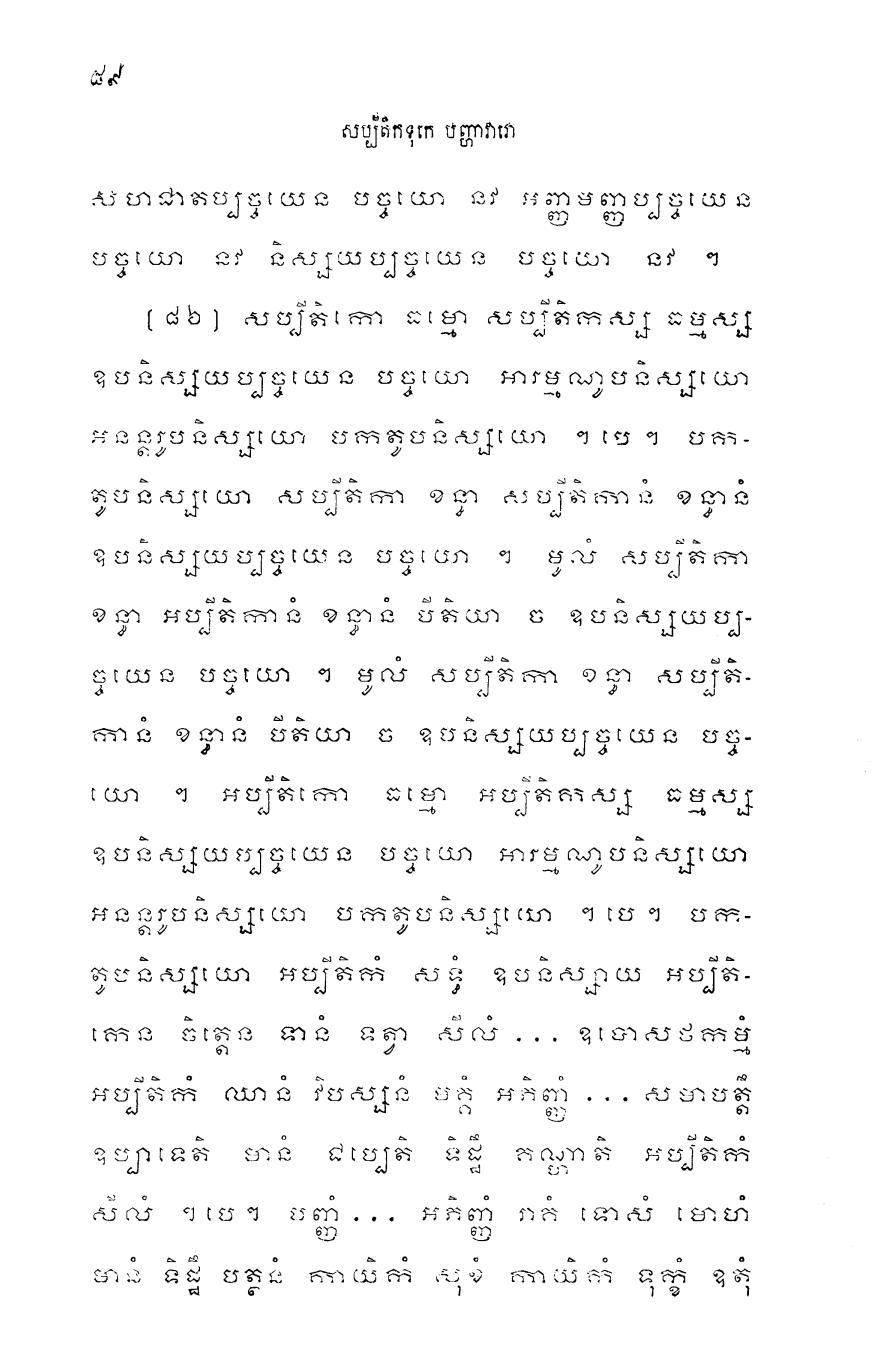 ៥៩
សប្បីតិកទុកេ បញ្ហាវារោ
សហជាតប្បច្ចយេន បច្ចយោ នវ អញ្ញមញ្ញប្បច្ចយេន
បច្ចយោ នវ និស្សយប្បច្ចយេន បច្ចយោ នវ ។
[៨៦] សប្បីតិកោ ធម្មោ សប្បីតិកស្ស ធម្មស្ស
ឧបនិស្សយប្បច្ចយេន បច្ចយោ អារម្មណូបនិស្សយោ
អនន្តរូបនិស្សយោ បកតូបនិស្សយោ ។ បេ ។ បក-
តូបនិស្សយោ សប្បីតិកា ខន្ធា សប្បីតិកានំ ខន្ធានំ
ឧបនិស្សយប្បច្ចយេន បច្ចយោ ។ មូលំ សប្បីតិកា
ខន្ធា អប្បីតិកានំ ខន្ធានំ បីតិយា ច ឧបនិស្សយប្ប-
ច្ចយេន បច្ចយោ ។ មូលំ សប្បីតិកា ខន្ធា សប្បីតិ-
កានំ ខន្ធានំ បីតិយា ច ឧបនិស្សយប្បច្ចយេន បច្ច-
យោ ។ អប្បីតិកោ ធម្មោ អប្បីតិកស្ស ធម្មស្ស
ឧបនិស្សយប្បច្ចយេន បច្ចយោ អារម្មណូបនិស្សយោ
អនន្តរូបនិស្សយោ បកតូបនិស្សយោ ។ បេ ។ បក-
តូបនិស្សយោ អប្បីតិកំ សទ្ធំ ឧបនិស្សាយ អប្បីតិ-
កេន ចិត្តេន ទានំ ទត្វា សីលំ ... ឧបោសថកម្មំ
អប្បីតិកំ ឈានំ វិបស្សនំ មគ្គំ អភិញ្ញំ ... សមាបត្តឹ
ឧប្បាទេតិ មានំ ជប្បេតិ ទិដ្ឋឹ គណ្ហាតិ អប្បីតិកំ
សីលំ ។ បេ ។ បញ្ញំ ... អភិញ្ញំ រាគំ ទោសំ មោហំ
មានំ ទិដ្ឋឹ បត្ថនំ កាយិកំ សុខំ កាយិកំ ទុក្ខំ ឧតុំ